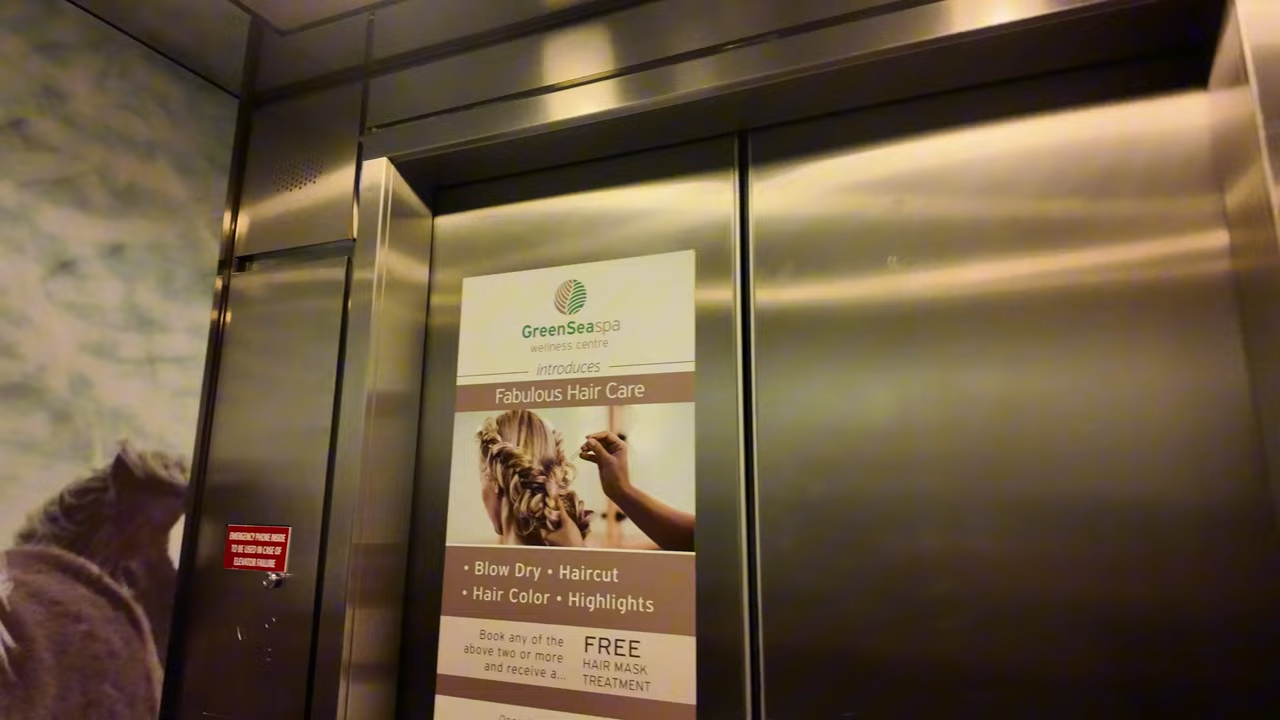 GreenSeaspa
wellness centre
introduces
Fabulous Hair Care
• Blow Dry • Haircut
• Hair Color • Highlights
Book any of the
above two or more
and receive a...
FREE
HAIR MASK
TREATMENT
EMERGENCY PHONE INSIDE
TO BE USED IN CASE OF
ELEVATOR FAILURE